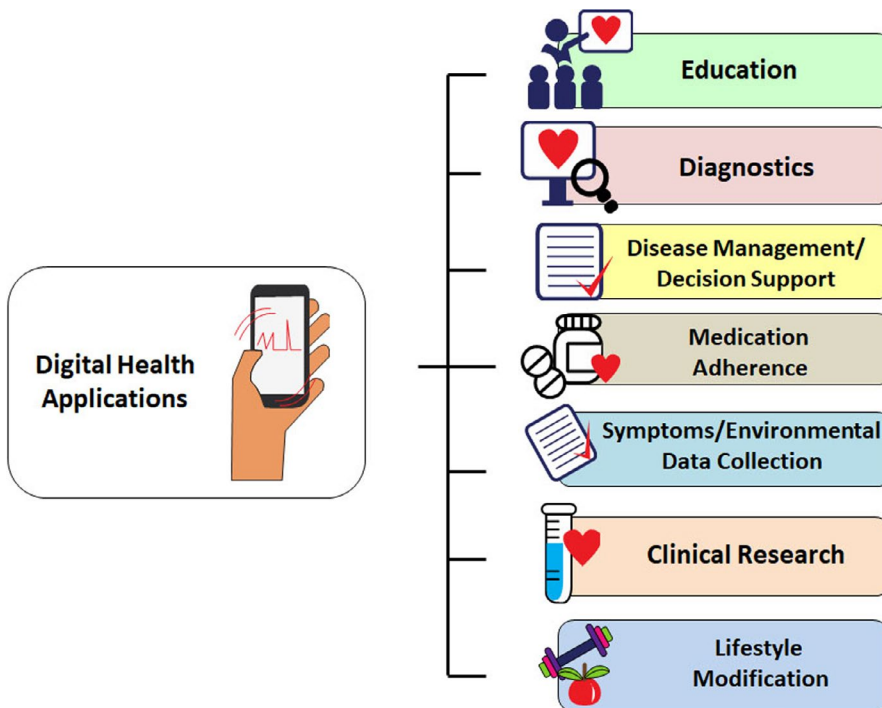 Digital Health
Applications
Education
Diagnostics
Disease Management/
Decision Support
Medication
Adherence
Symptoms/Environmental
Data Collection
Clinical Research
Lifestyle
Modification